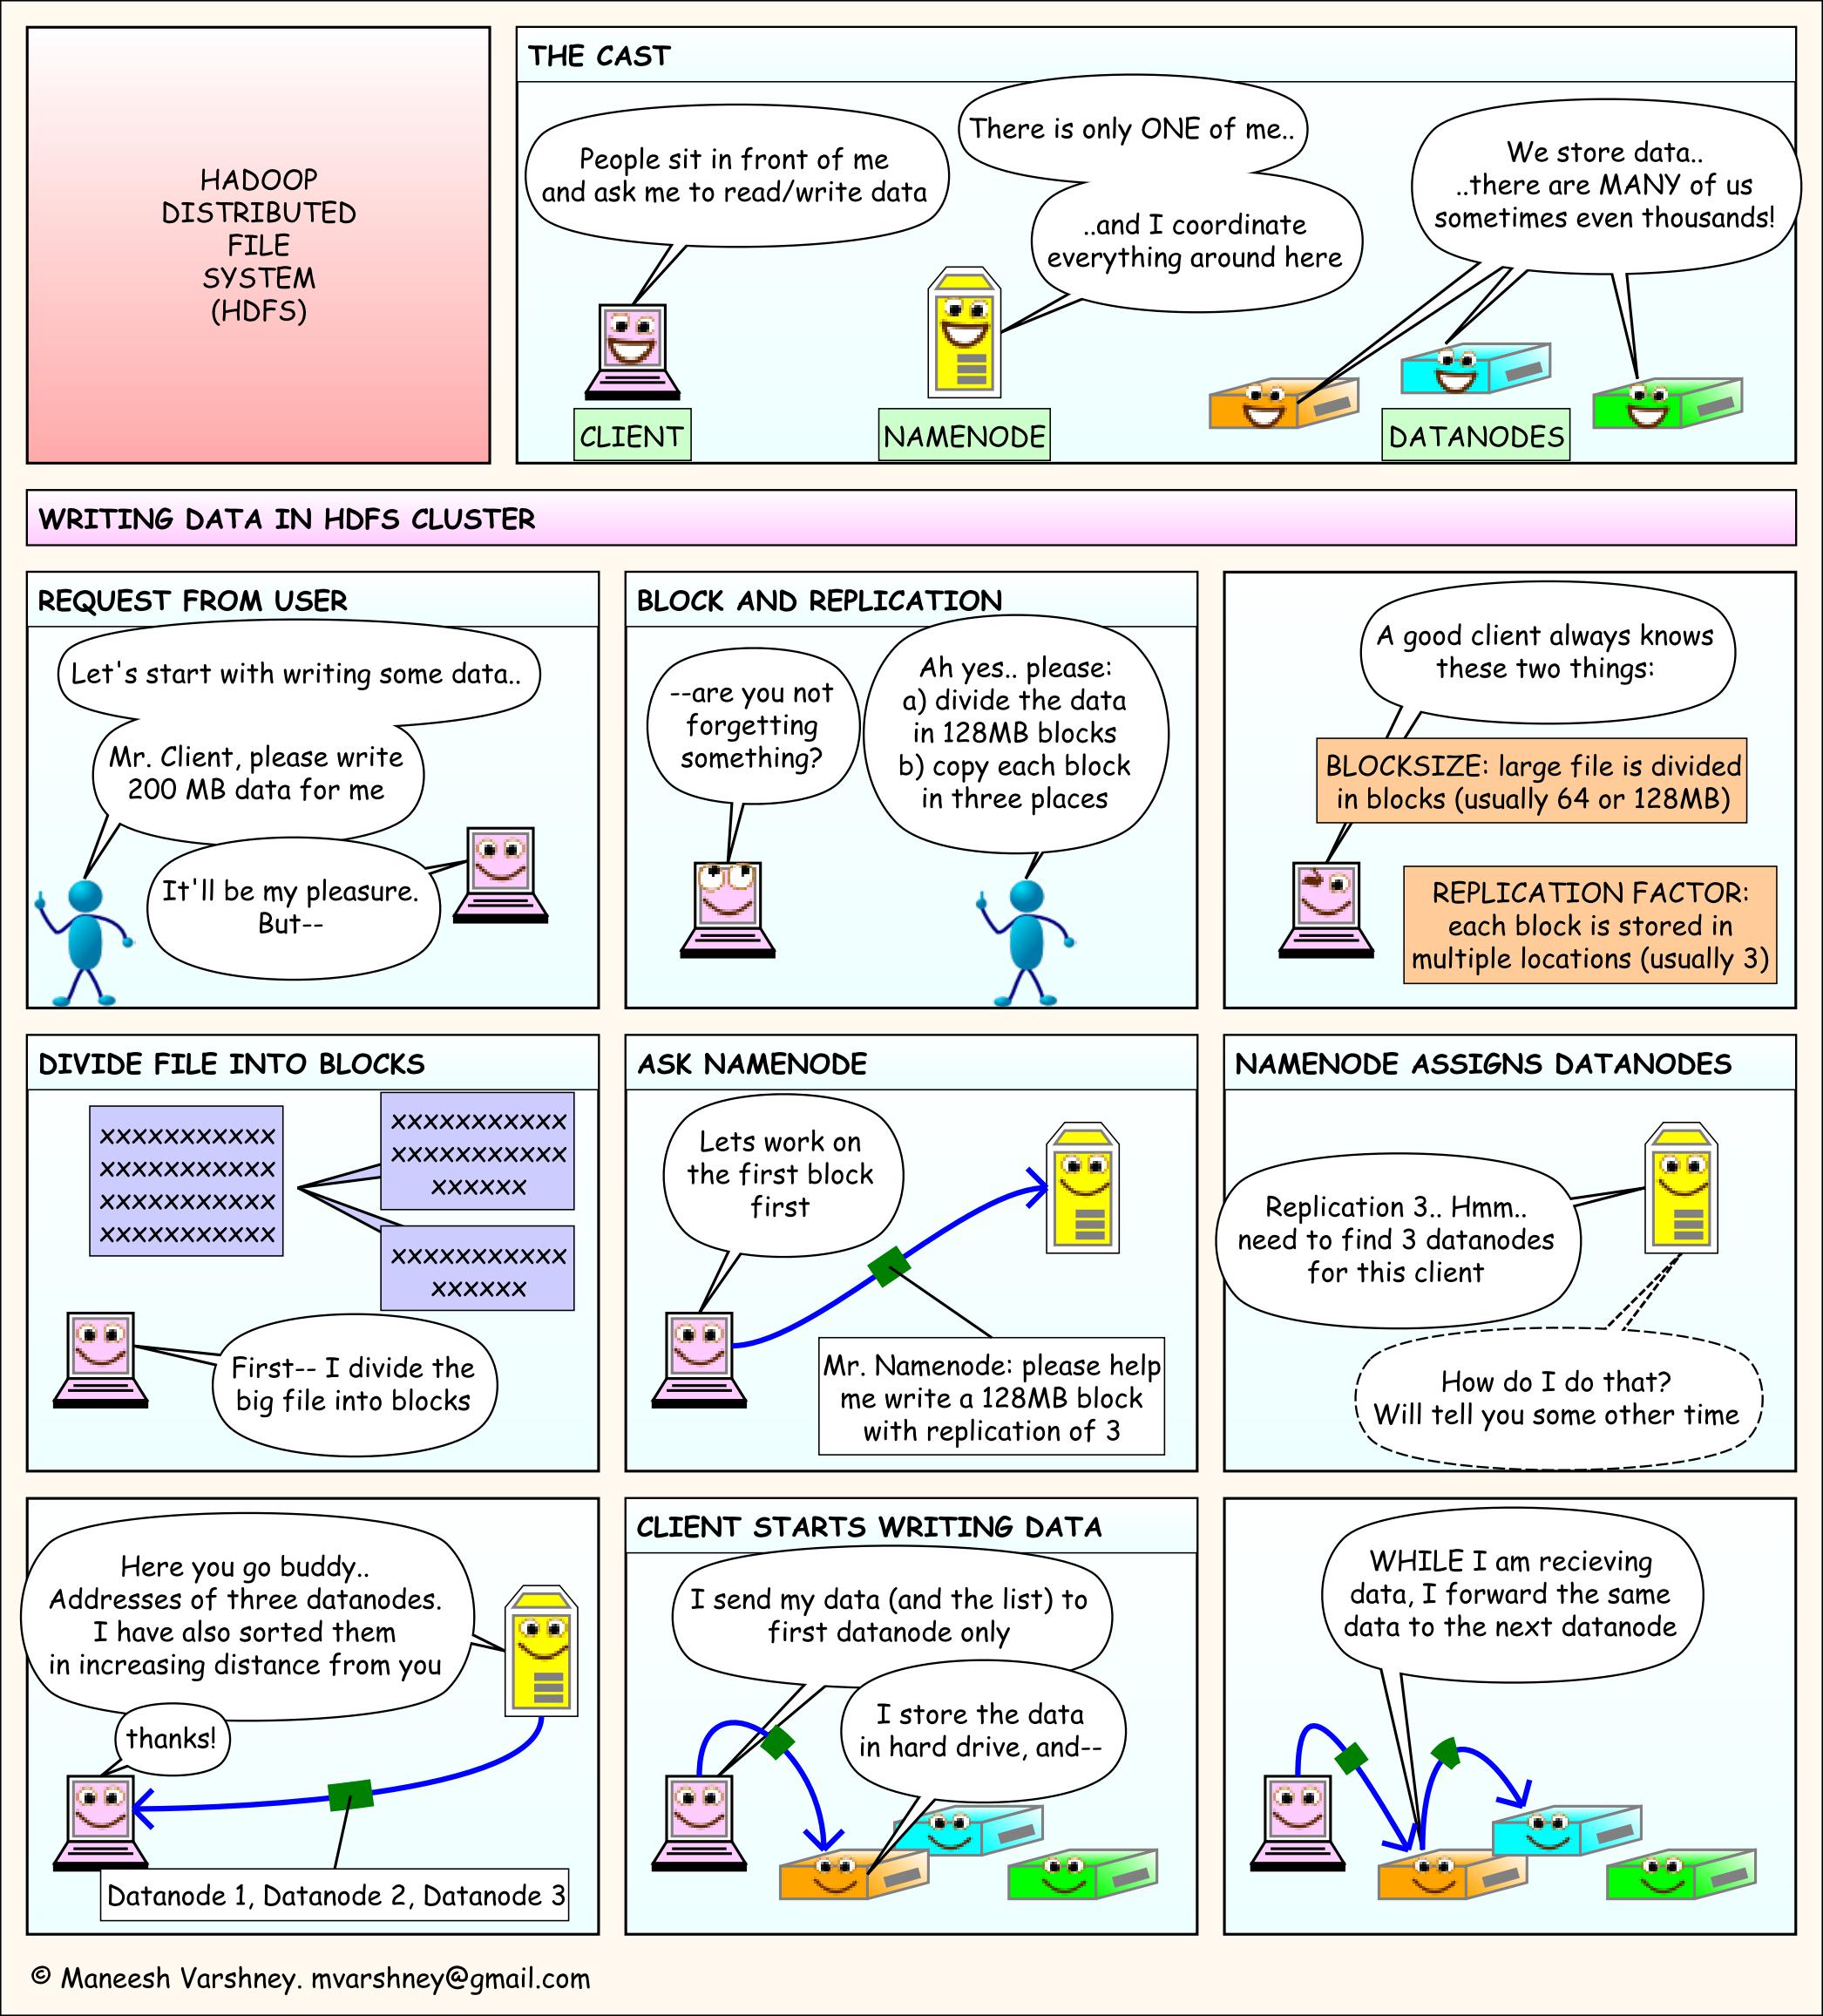 HADOOP
DISTRIBUTED
FILE
SYSTEM
(HDFS)
THE CAST
People sit in front of me
and ask me to read/write data
There is only ONE of me..
..and I coordinate
everything around here
We store data..
..there are MANY of us
sometimes even thousands!
CLIENT
NAMENODE
DATANODES
WRITING DATA IN HDFS CLUSTER
REQUEST FROM USER
Let's start with writing some data..
Mr. Client, please write
200 MB data for me
It'll be my pleasure.
But--
BLOCK AND REPLICATION
--are you not
forgetting
something?
Ah yes.. please:
a) divide the data
in 128MB blocks
b) copy each block
in three places
A good client always knows
these two things:
BLOCKSIZE: large file is divided
in blocks (usually 64 or 128MB)
REPLICATION FACTOR:
each block is stored in
multiple locations (usually 3)
DIVIDE FILE INTO BLOCKS
xxxxxxxxxxx
xxxxxxxxxxx
xxxxxxxxxxx
xxxxxxxxxxx
xxxxxxxxxxx
xxxxxxxxxxx
xxxxxx
xxxxxxxxxxx
xxxxxx
First-- I divide the
big file into blocks
ASK NAMENODE
Lets work on
the first block
first
Mr. Namenode: please help
me write a 128MB block
with replication of 3
NAMENODE ASSIGNS DATANODES
Replication 3.. Hmm..
need to find 3 datanodes
for this client
How do I do that?
Will tell you some other time
Here you go buddy..
Addresses of three datanodes.
I have also sorted them
in increasing distance from you
thanks!
Datanode 1, Datanode 2, Datanode 3
CLIENT STARTS WRITING DATA
I send my data (and the list) to
first datanode only
I store the data
in hard drive, and--
WHILE I am recieving
data, I forward the same
data to the next datanode
© Maneesh Varshney. mvarshney@gmail.com